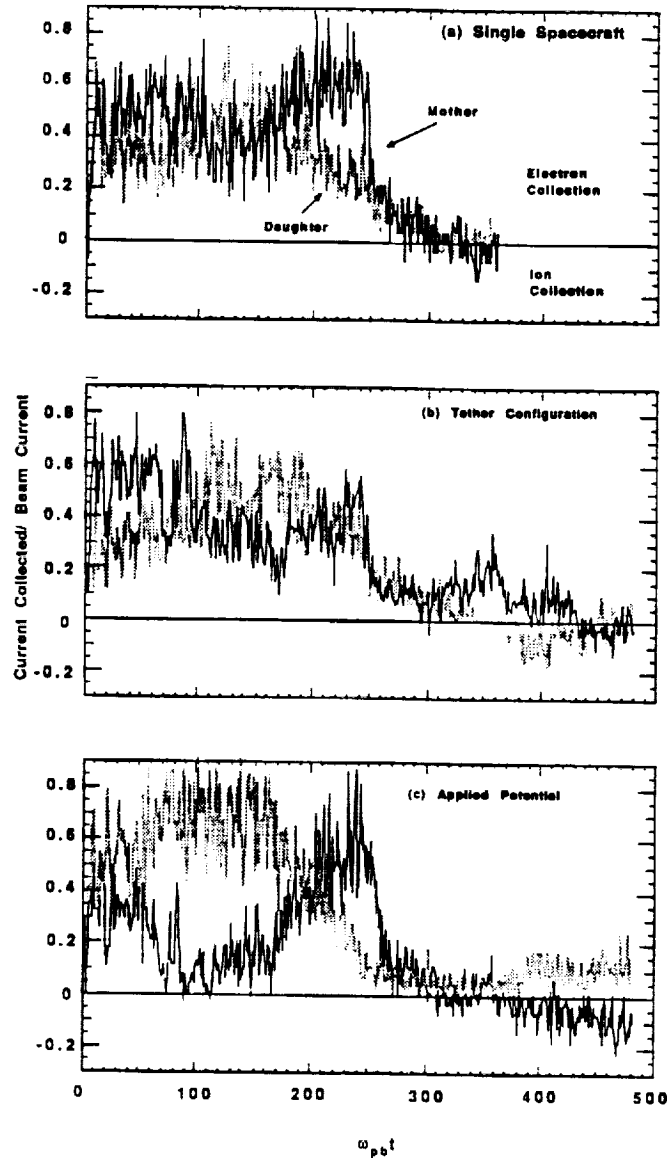 (a) Single Spacecraft
0.8
0.6
0.4
0.2
0
-0.2
Mother
Daughter
Electron
Collection
Ion
Collection
(b) Tether Configuration
0.8
0.6
0.4
0.2
0
-0.2
Current Collected/ Beam Current
(c) Applied Potential
0.8
0.6
0.4
0.2
0
-0.2
0 100 200 300 400 500
ωpb t